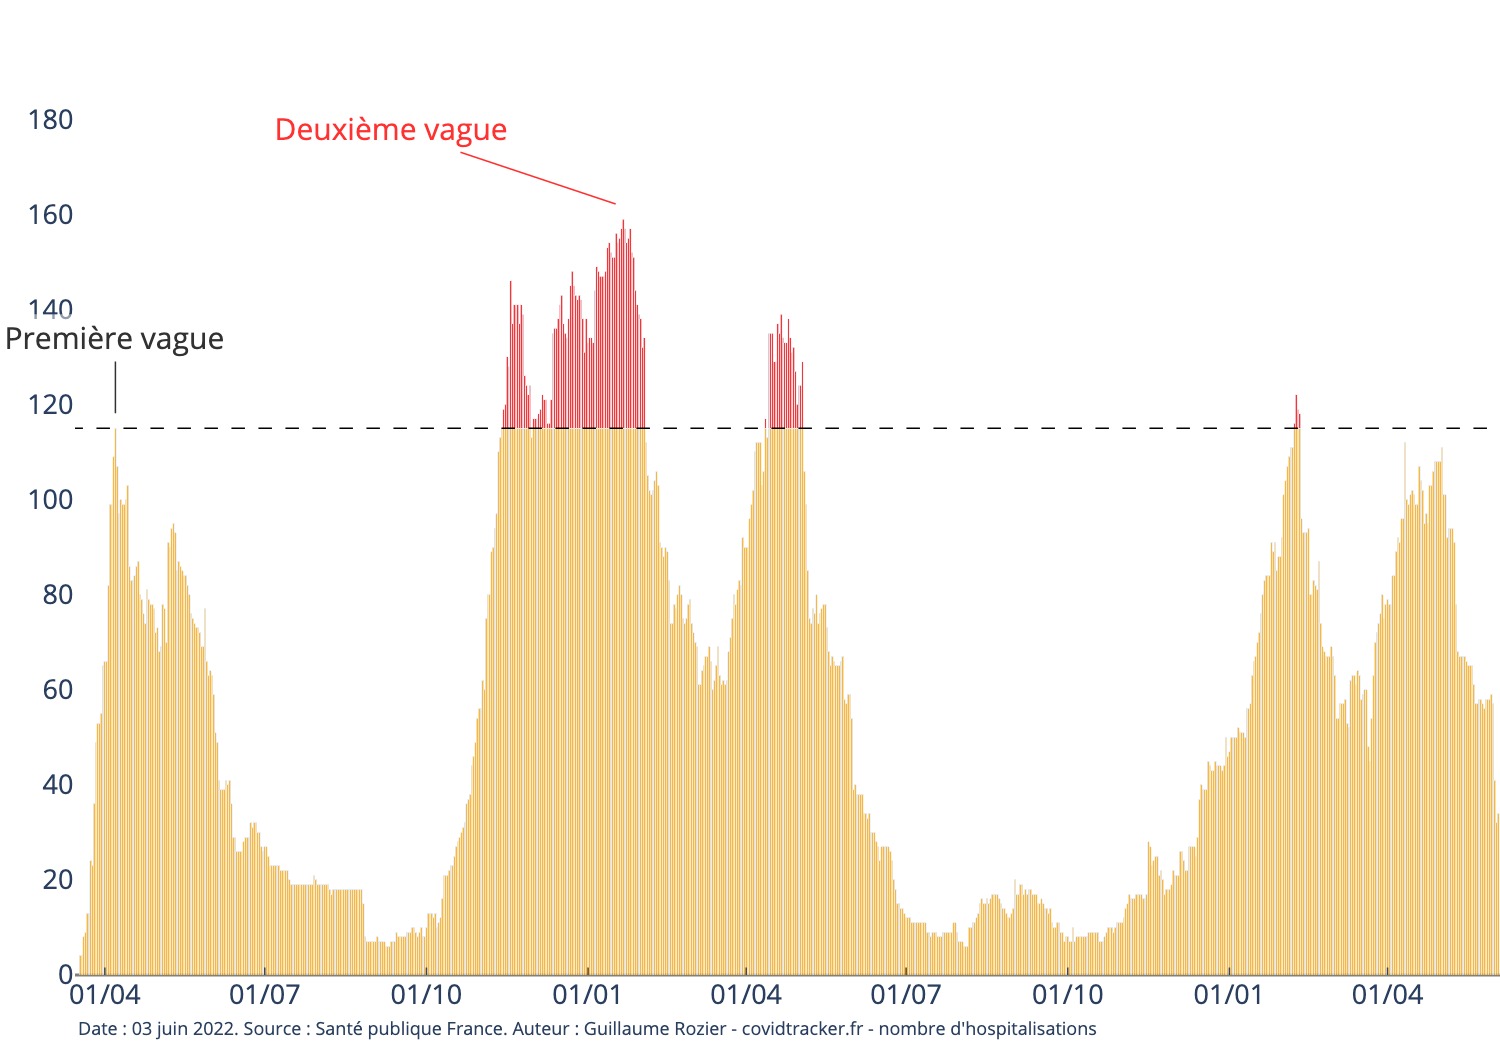 180
Deuxième vague
160
140
Première vague
120
100
80
60
40
20
0
01/04 01/07 01/10 01/01 01/04 01/07 01/10 01/01 01/04
Date : 03 juin 2022. Source : Santé publique France. Auteur : Guillaume Rozier - covidtracker.fr - nombre d'hospitalisations